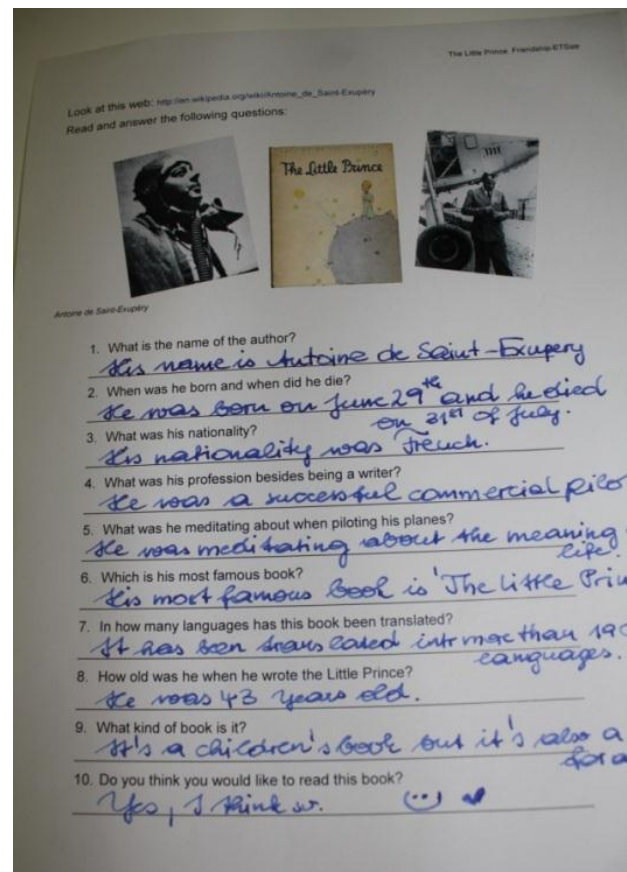 The Little Prince. Friendship-ETSize
Look at this web: http://en.wikipedia.org/wiki/Antoine_de_Saint-Exupéry
Read and answer the following questions:
The Little Prince
Antoine de Saint-Exupéry
1. What is the name of the author?
His name is Antoine de Saint-Exupery
2. When was he born and when did he die?
He was born on June 29th and he died
on 31st of July.
3. What was his nationality?
His nationality was French.
4. What was his profession besides being a writer?
He was a successful commercial pilo
5. What was he meditating about when piloting his planes?
He was meditating about the meaning
life.
6. Which is his most famous book?
His most famous book is 'The Little Prin
7. In how many languages has this book been translated?
It has been translated into more than 190
languages.
8. How old was he when he wrote the Little Prince?
He was 43 years old.
9. What kind of book is it?
It's a children's book but it's also a
for a
10. Do you think you would like to read this book?
Yes, I think so.